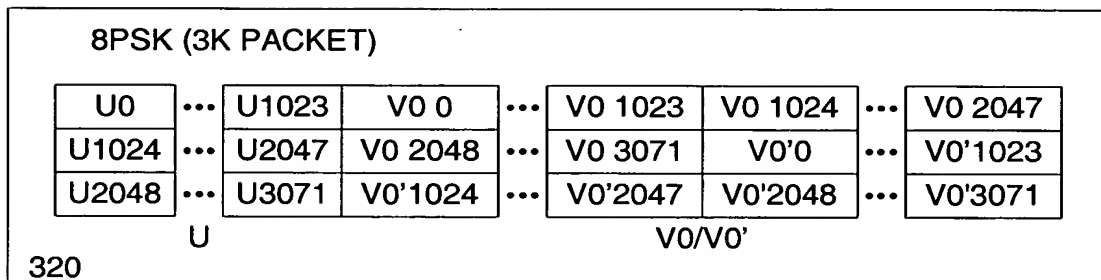 8PSK (3K PACKET)
U0 ••• U1023 V0 0 ••• V0 1023 V0 1024 ••• V0 2047
U1024 ••• U2047 V0 2048 ••• V0 3071 V0'0 ••• V0'1023
U2048 ••• U3071 V0'1024 ••• V0'2047 V0'2048 ••• V0'3071
U V0/V0'
320